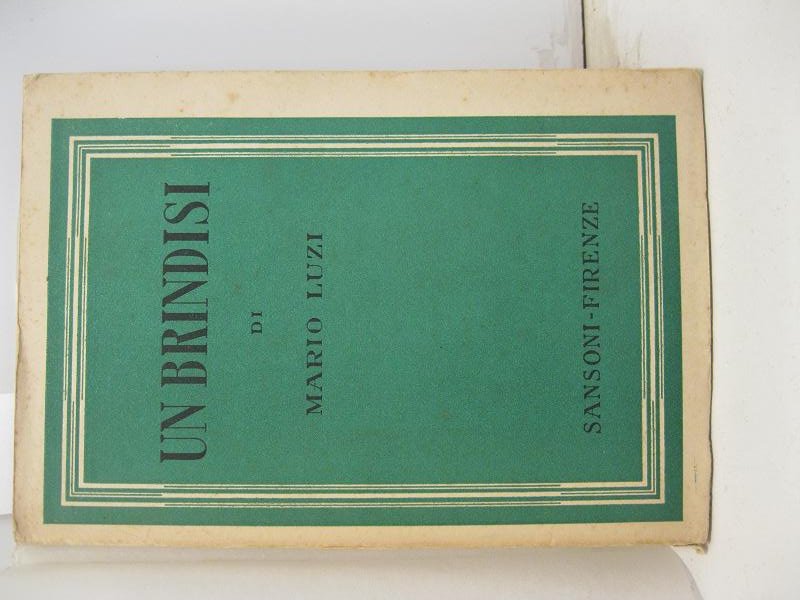 UN BRINDISI
DI
MARIO LUZI
SANSONI-FIRENZE